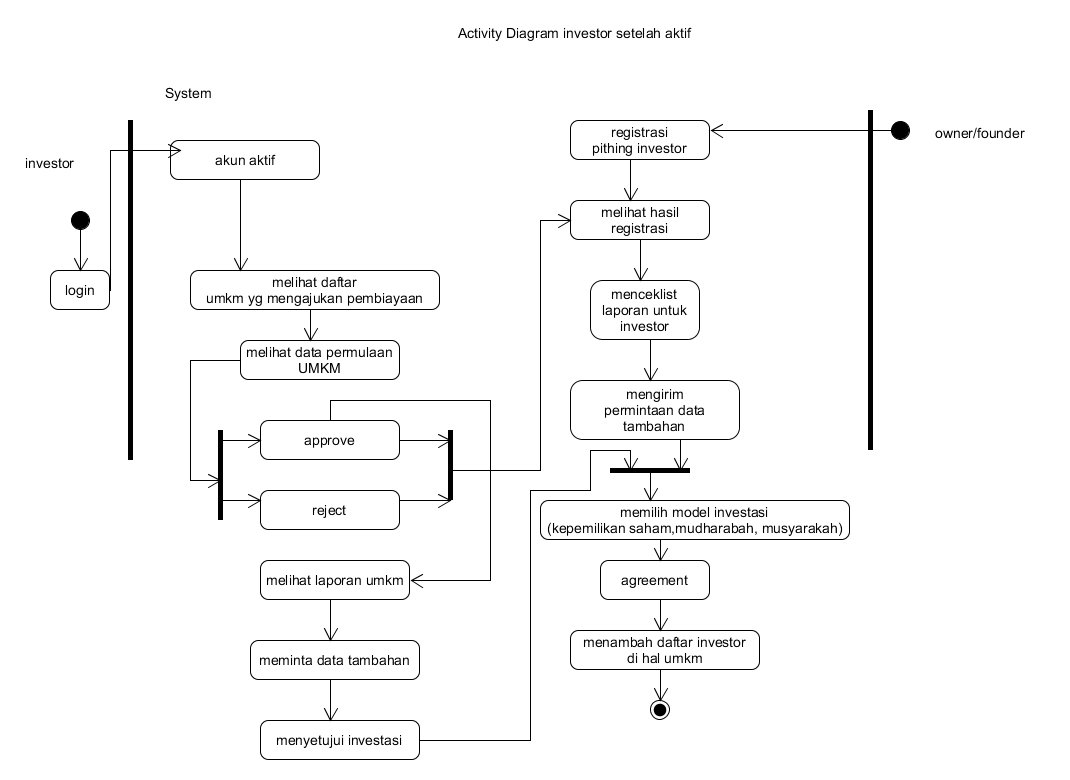 Activity Diagram investor setelah aktif
System
investor
login
akun aktif
melihat daftar
umkm yg mengajukan pembiayaan
melihat data permulaan
UMKM
approve
reject
melihat laporan umkm
meminta data tambahan
menyetujui investasi
owner/founder
registrasi
pithing investor
melihat hasil
registrasi
menceklist
laporan untuk
investor
mengirim
permintaan data
tambahan
memilih model investasi
(kepemilikan saham,mudharabah, musyarakah)
agreement
menambah daftar investor
di hal umkm